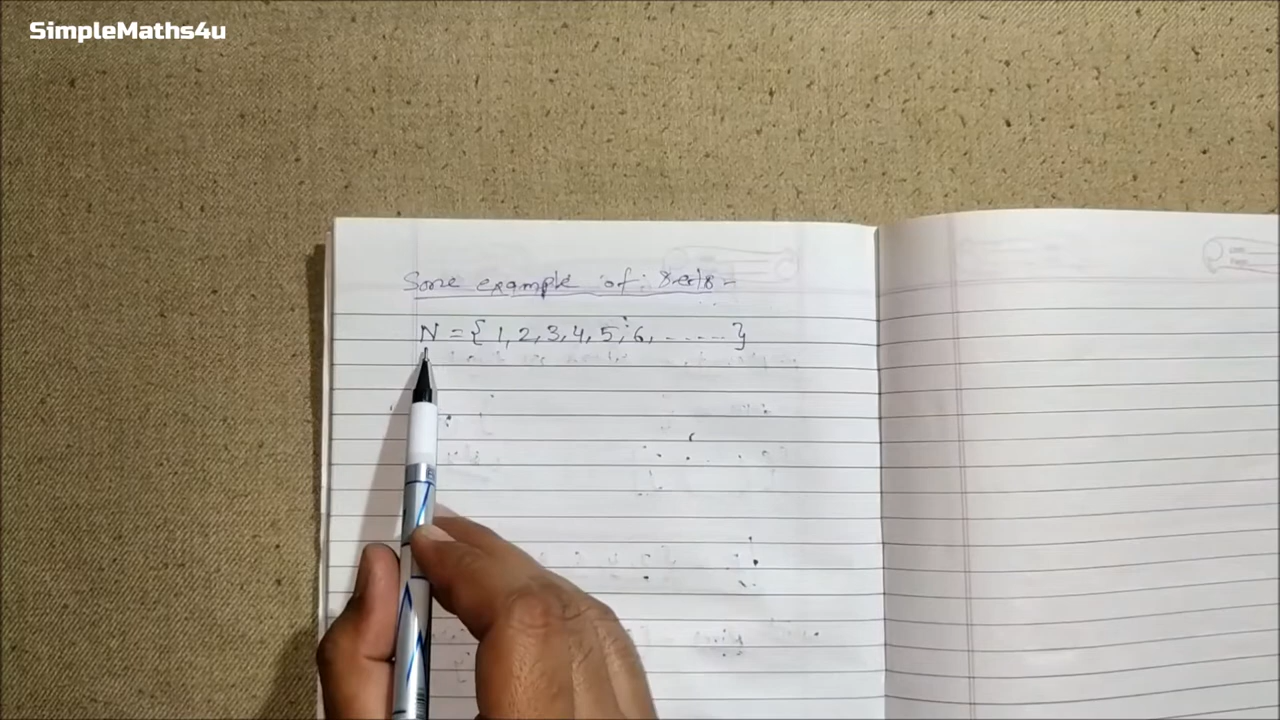 SimpleMaths4u
Some example of sets-
N = { 1, 2, 3, 4, 5, 6, ...... }